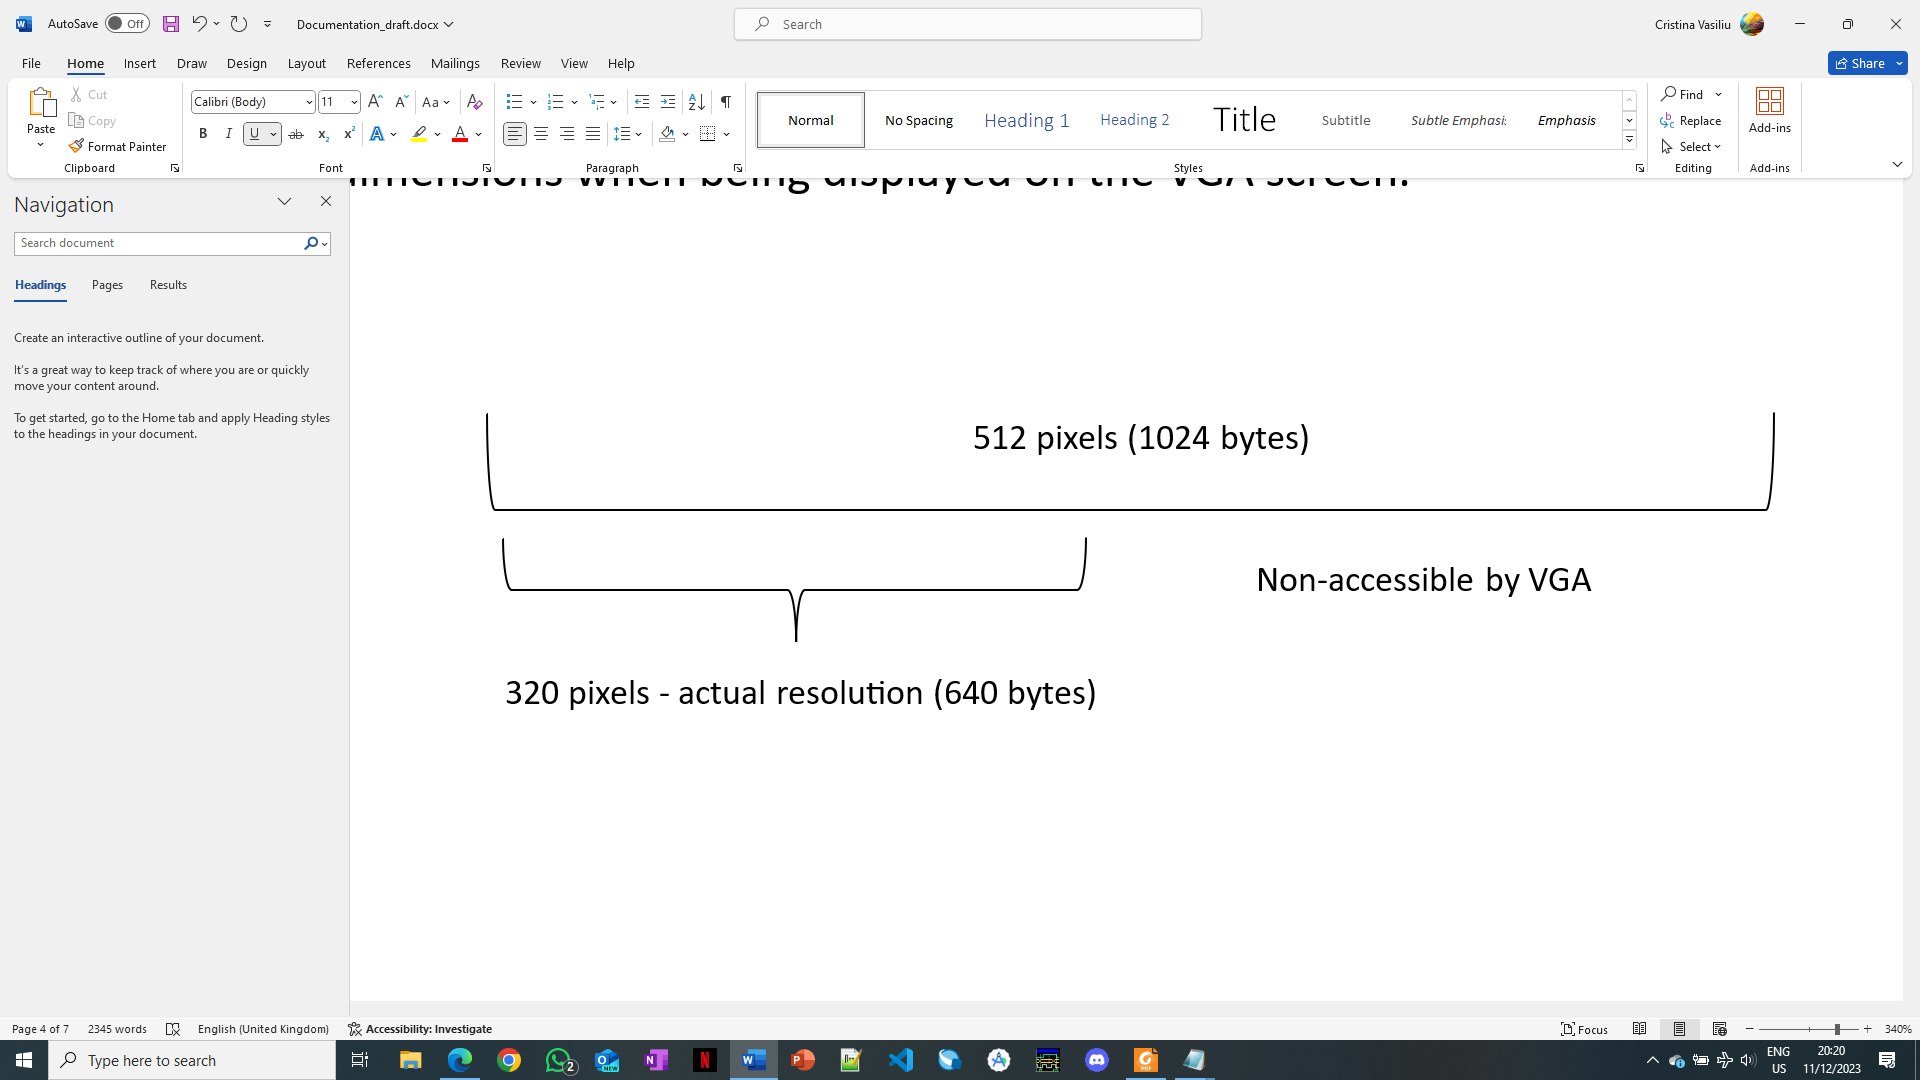 AutoSave Off Documentation_draft.docx Search Cristina Vasiliu
File Home Insert Draw Design Layout References Mailings Review View Help Share
Paste Cut Copy Format Painter Clipboard
Calibri (Body) 11 Aa B I U ab x₂ x² A A Font
Paragraph
Normal No Spacing Heading 1 Heading 2 Title Subtitle Subtle Emphasis Emphasis Styles
Find Replace Select Editing
Add-ins Add-ins
when being displayed on the VGA screen.
Navigation
Search document
Headings Pages Results
Create an interactive outline of your document.
It's a great way to keep track of where you are or quickly
move your content around.
To get started, go to the Home tab and apply Heading styles
to the headings in your document.
512 pixels (1024 bytes)
Non-accessible by VGA
320 pixels - actual resolution (640 bytes)
Page 4 of 7 2345 words English (United Kingdom) Accessibility: Investigate Focus 340%
Type here to search 2 ENG US 20:20 11/12/2023